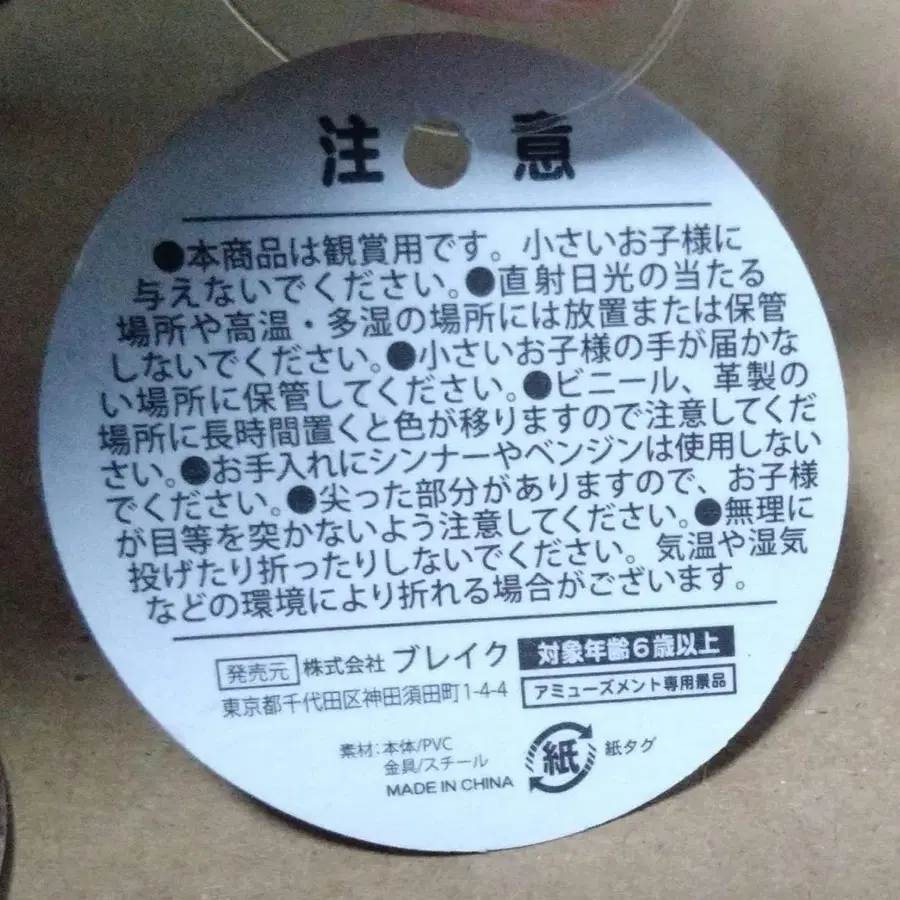 注 意
●本商品は観賞用です。小さいお子様に
与えないでください。●直射日光の当たる
場所や高温・多湿の場所には放置または保管
しないでください。●小さいお子様の手が届かな
い場所に保管してください。●ビニール、革製の
場所に長時間置くと色が移りますので注意してくだ
さい。●お手入れにシンナーやベンジンは使用しない
でください。●尖った部分がありますので、お子様
が目等を突かないよう注意してください。●無理に
投げたり折ったりしないでください。気温や湿気
などの環境により折れる場合がございます。
発売元 株式会社 ブレイク 対象年齢6歳以上
東京都千代田区神田須田町1-4-4 アミューズメント専用景品
素材:本体/PVC
金具/スチール
MADE IN CHINA
紙 紙タグ